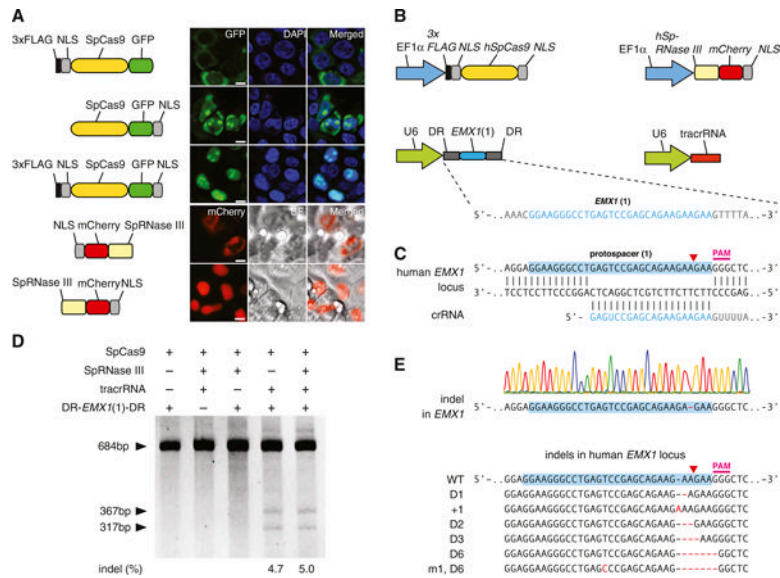 A
3xFLAG NLS SpCas9 GFP
SpCas9 GFP NLS
3xFLAG NLS SpCas9 GFP NLS
NLS mCherry SpRNase III
SpRNase III mCherry NLS
GFP DAPI Merged
mCherry BF Merged
B
EF1α 3x FLAG NLS hSpCas9 NLS
EF1α hSp-RNase III mCherry NLS
U6 DR EMX1(1) DR
U6 tracrRNA
EMX1 (1)
5'-..AAACGGAAGGGCCTGAGTCCGAGCAGAAGAAGAAGTTTTA..-3'
C
protospacer (1) PAM
human EMX1 locus
5'-..AGGAGGAAGGGCCTGAGTCCGAGCAGAAGAAGAAGGGCTC..-3'
3'-..TCCTCCTTCCCGGACTCAGGCTCGTCTTCTTCTTCCCGAG..-5'
crRNA 5'- GAGUCCGAGCAGAAGAAGAAGUUUUA..-3'
D
SpCas9 + + + + +
SpRNase III – + + – +
tracrRNA – + – + +
DR-EMX1(1)-DR + – + + +
684bp
367bp
317bp
indel (%) 4.7 5.0
E
indel in EMX1 5'-..AGGAGGAAGGGCCTGAGTCCGAGCAGAAGA-GAAGGGCTC..-3'
indels in human EMX1 locus
PAM
WT 5'-..GGAGGAAGGGCCTGAGTCCGAGCAGAAG-AAGAAGGGCTC..-3'
D1 GGAGGAAGGGCCTGAGTCCGAGCAGAAG--AGAAGGGCTC
+1 GGAGGAAGGGCCTGAGTCCGAGCAGAAGAAAGAAGGGCTC
D2 GGAGGAAGGGCCTGAGTCCGAGCAGAAG---GAAGGGCTC
D3 GGAGGAAGGGCCTGAGTCCGAGCAGAAG----AAGGGCTC
D6 GGAGGAAGGGCCTGAGTCCGAGCAGAAG-------GGCTC
m1, D6 GGAGGAAGGGCCTGAGCCCGAGCAGAAG-------GGCTC